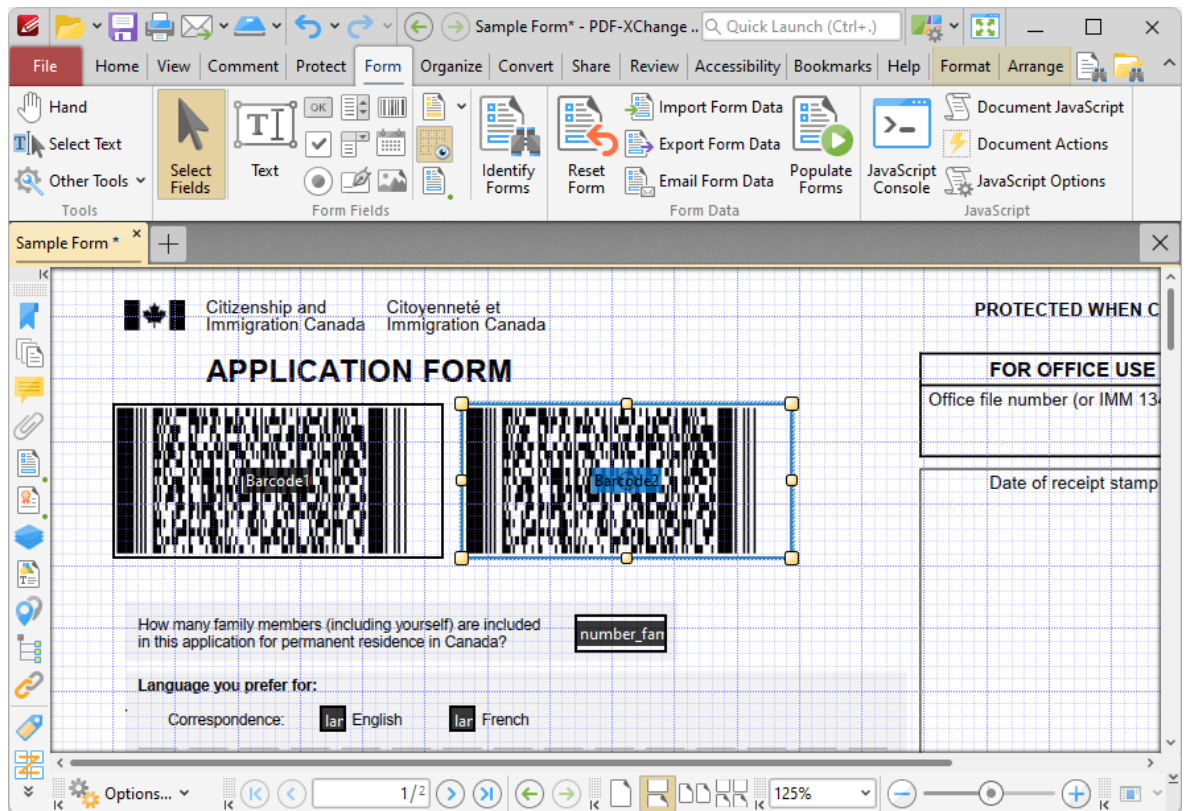 Sample Form* - PDF-XChange ..
Quick Launch (Ctrl+.)
File Home View Comment Protect Form Organize Convert Share Review Accessibility Bookmarks Help Format Arrange
Hand
Select Text
Other Tools
Tools
Select Fields
Text
OK
Form Fields
Identify Forms
Reset Form
Import Form Data
Export Form Data
Email Form Data
Populate Forms
Form Data
JavaScript Console
Document JavaScript
Document Actions
JavaScript Options
JavaScript
Sample Form *
Citizenship and
Immigration Canada
Citoyenneté et
Immigration Canada
PROTECTED WHEN C
APPLICATION FORM
FOR OFFICE USE
Office file number (or IMM 134
Barcode1
Barcode2
Date of receipt stamp
How many family members (including yourself) are included
in this application for permanent residence in Canada?
number_fan
Language you prefer for:
Correspondence: lar English lar French
Options...
1/2
125%